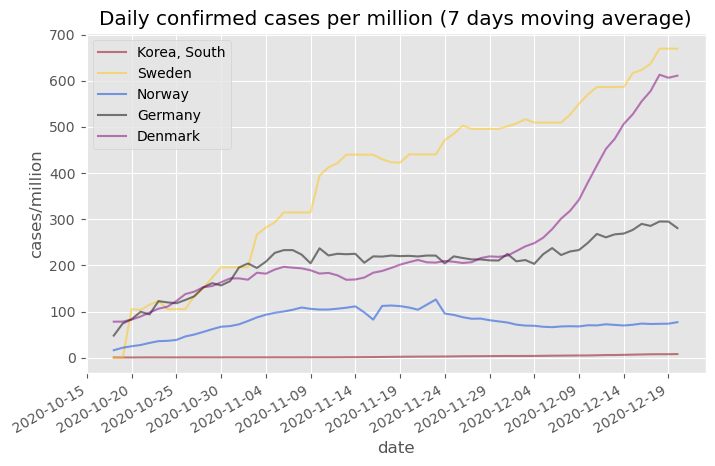 Daily confirmed cases per million (7 days moving average)
700
600
500
400
300
200
100
0
cases/million
Korea, South
Sweden
Norway
Germany
Denmark
2020-10-15
2020-10-20
2020-10-25
2020-10-30
2020-11-04
2020-11-09
2020-11-14
2020-11-19
2020-11-24
2020-11-29
2020-12-04
2020-12-09
2020-12-14
2020-12-19
date